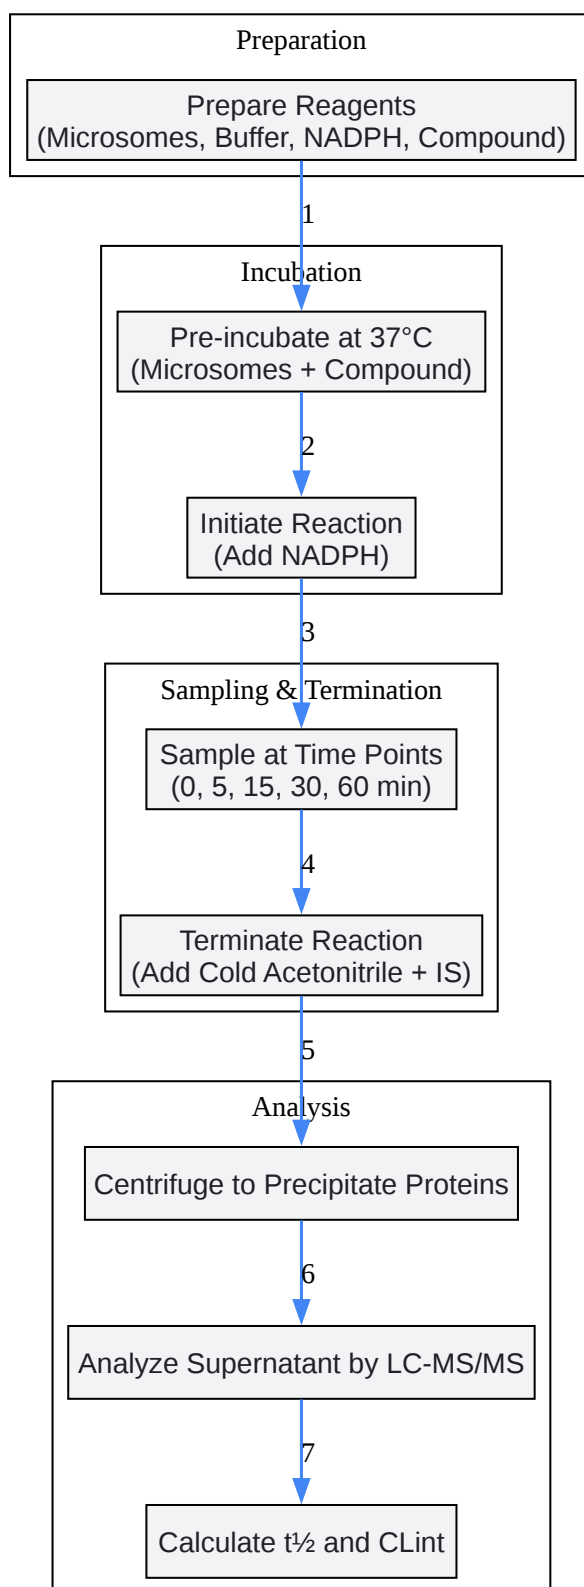 Preparation
Prepare Reagents
(Microsomes, Buffer, NADPH, Compound)
1
Incubation
Pre-incubate at 37°C
(Microsomes + Compound)
2
Initiate Reaction
(Add NADPH)
3
Sampling & Termination
Sample at Time Points
(0, 5, 15, 30, 60 min)
4
Terminate Reaction
(Add Cold Acetonitrile + IS)
5
Analysis
Centrifuge to Precipitate Proteins
6
Analyze Supernatant by LC-MS/MS
7
Calculate t½ and CLint